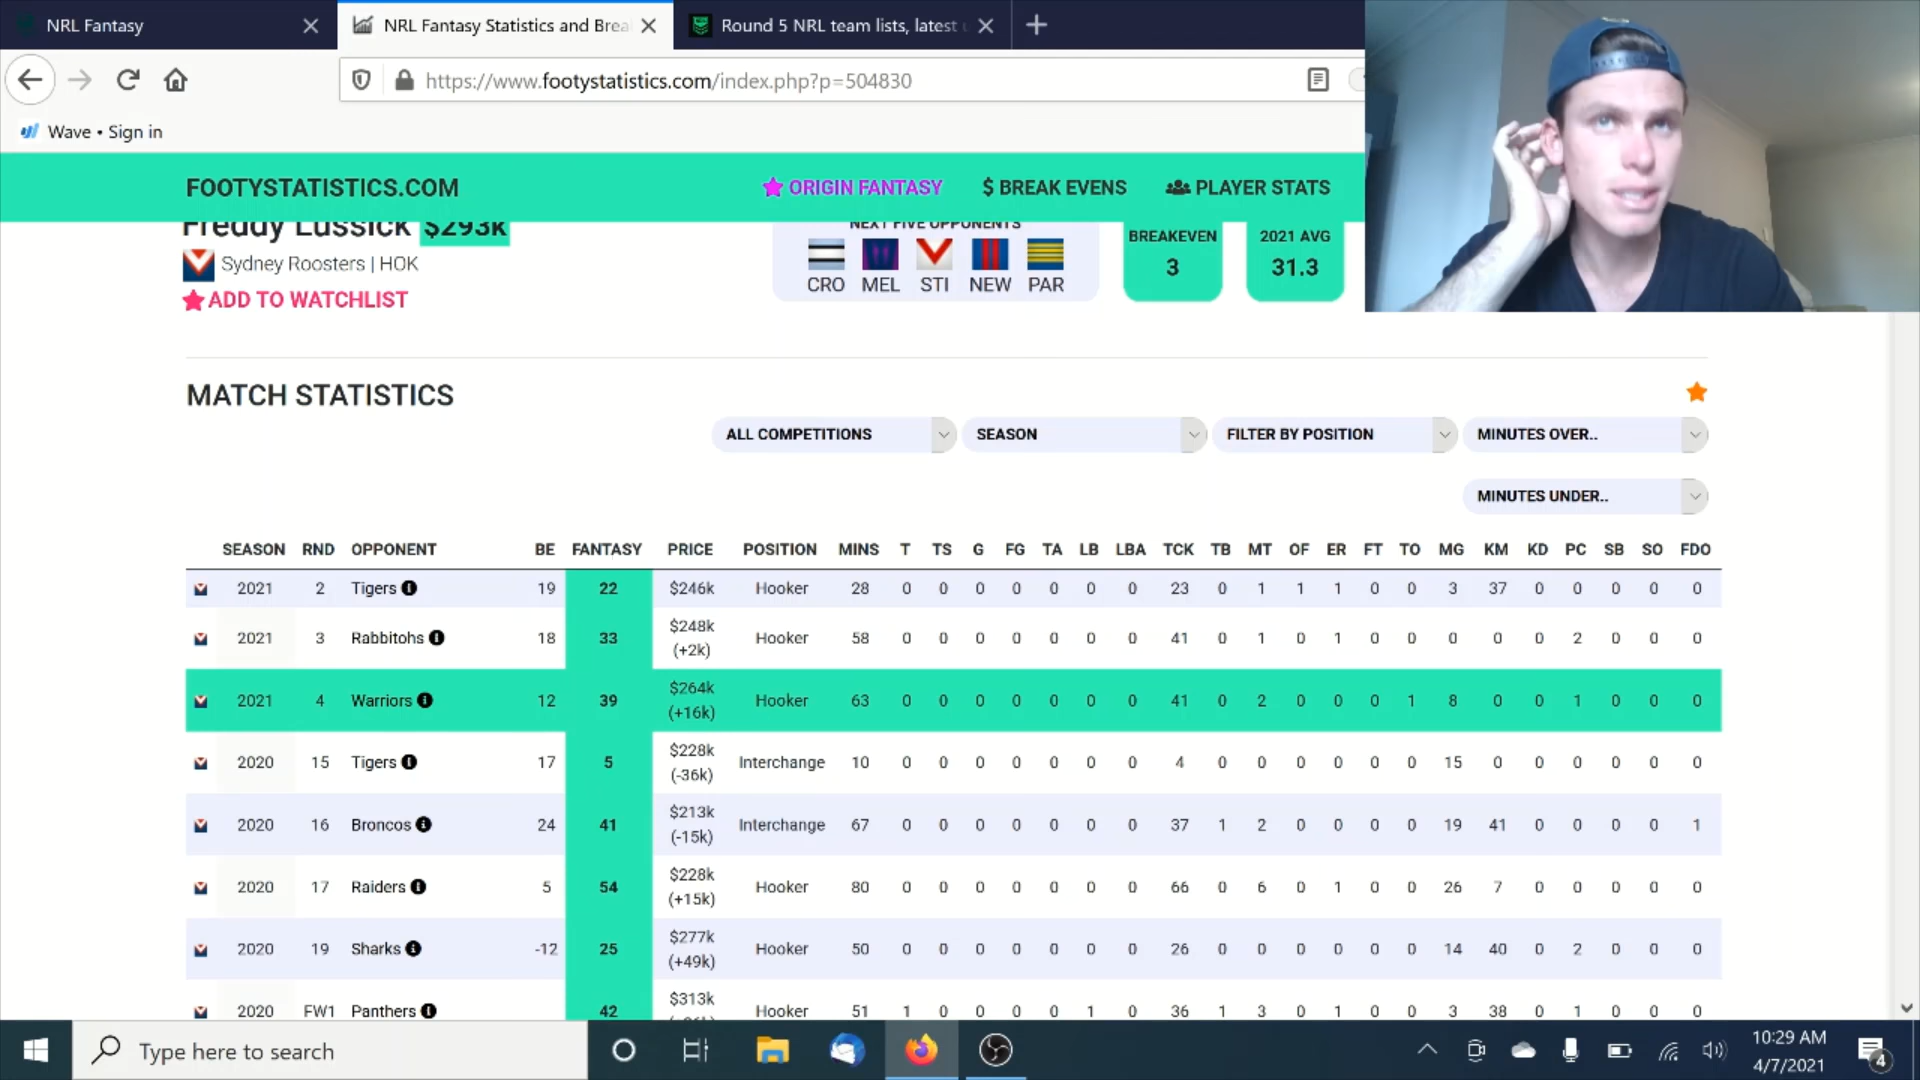 NRL Fantasy
NRL Fantasy Statistics and Brea
Round 5 NRL team lists, latest
https://www.footystatistics.com/index.php?p=504830
Wave • Sign in
FOOTYSTATISTICS.COM
ORIGIN FANTASY
$ BREAK EVENS
PLAYER STATS
Freddy Lussick $293k
Sydney Roosters | HOK
ADD TO WATCHLIST
NEXT FIVE OPPONENTS
CRO MEL STI NEW PAR
BREAKEVEN
3
2021 AVG
31.3
MATCH STATISTICS
ALL COMPETITIONS SEASON FILTER BY POSITION MINUTES OVER..
MINUTES UNDER..
SEASON RND OPPONENT BE FANTASY PRICE POSITION MINS T TS G FG TA LB LBA TCK TB MT OF ER FT TO MG KM KD PC SB SO FDO
2021 2 Tigers 19 22 $246k Hooker 28 0 0 0 0 0 0 0 23 0 1 1 1 0 0 3 37 0 0 0 0 0
2021 3 Rabbitohs 18 33 $248k (+2k) Hooker 58 0 0 0 0 0 0 0 41 0 1 0 1 0 0 0 0 0 2 0 0 0
2021 4 Warriors 12 39 $264k (+16k) Hooker 63 0 0 0 0 0 0 0 41 0 2 0 0 0 1 8 0 0 1 0 0 0
2020 15 Tigers 17 5 $228k (-36k) Interchange 10 0 0 0 0 0 0 0 4 0 0 0 0 0 0 15 0 0 0 0 0 0
2020 16 Broncos 24 41 $213k (-15k) Interchange 67 0 0 0 0 0 0 0 37 1 2 0 0 0 0 19 41 0 0 0 0 1
2020 17 Raiders 5 54 $228k (+15k) Hooker 80 0 0 0 0 0 0 0 66 0 6 0 1 0 0 26 7 0 0 0 0 0
2020 19 Sharks -12 25 $277k (+49k) Hooker 50 0 0 0 0 0 0 0 26 0 0 0 0 0 0 14 40 0 2 0 0 0
2020 FW1 Panthers 42 $313k Hooker 51 1 0 0 0 0 1 0 36 1 3 0 1 0 0 3 38 0 1 0 0 0
Type here to search
10:29 AM
4/7/2021
4